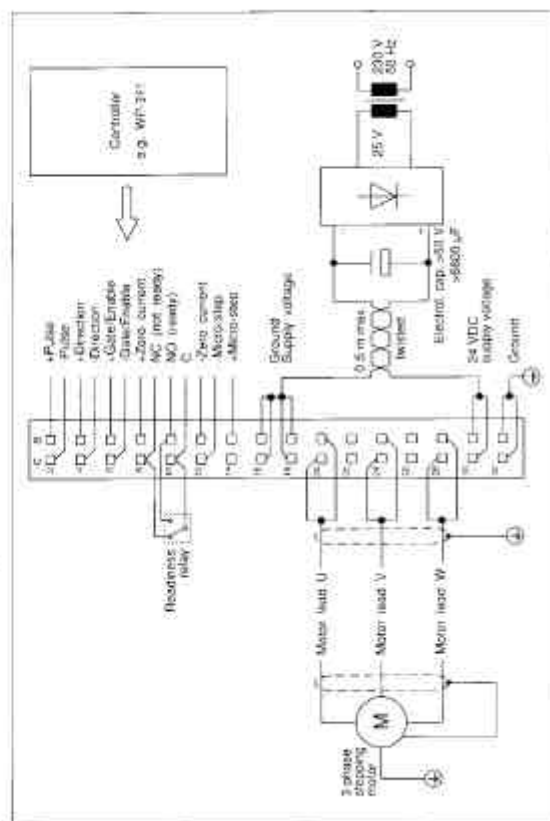 Controller
e.g. WP-311
+Pulse
-Pulse
+Direction
-Direction
+Gate/Enable
-Gate/Enable
+Zero current
NC (not ready)
NO (ready)
C
-Zero current
-Micro-step
+Micro-step
Readiness
relay
Ground
Supply voltage
0.5 m max.
twisted
Electrol. cap. >50 V
>6800 µF
25 V
230 V
50 Hz
34 VDC
supply voltage
Ground
Motor lead U
Motor lead V
Motor lead W
M
3-phase
stepping
motor
C
B